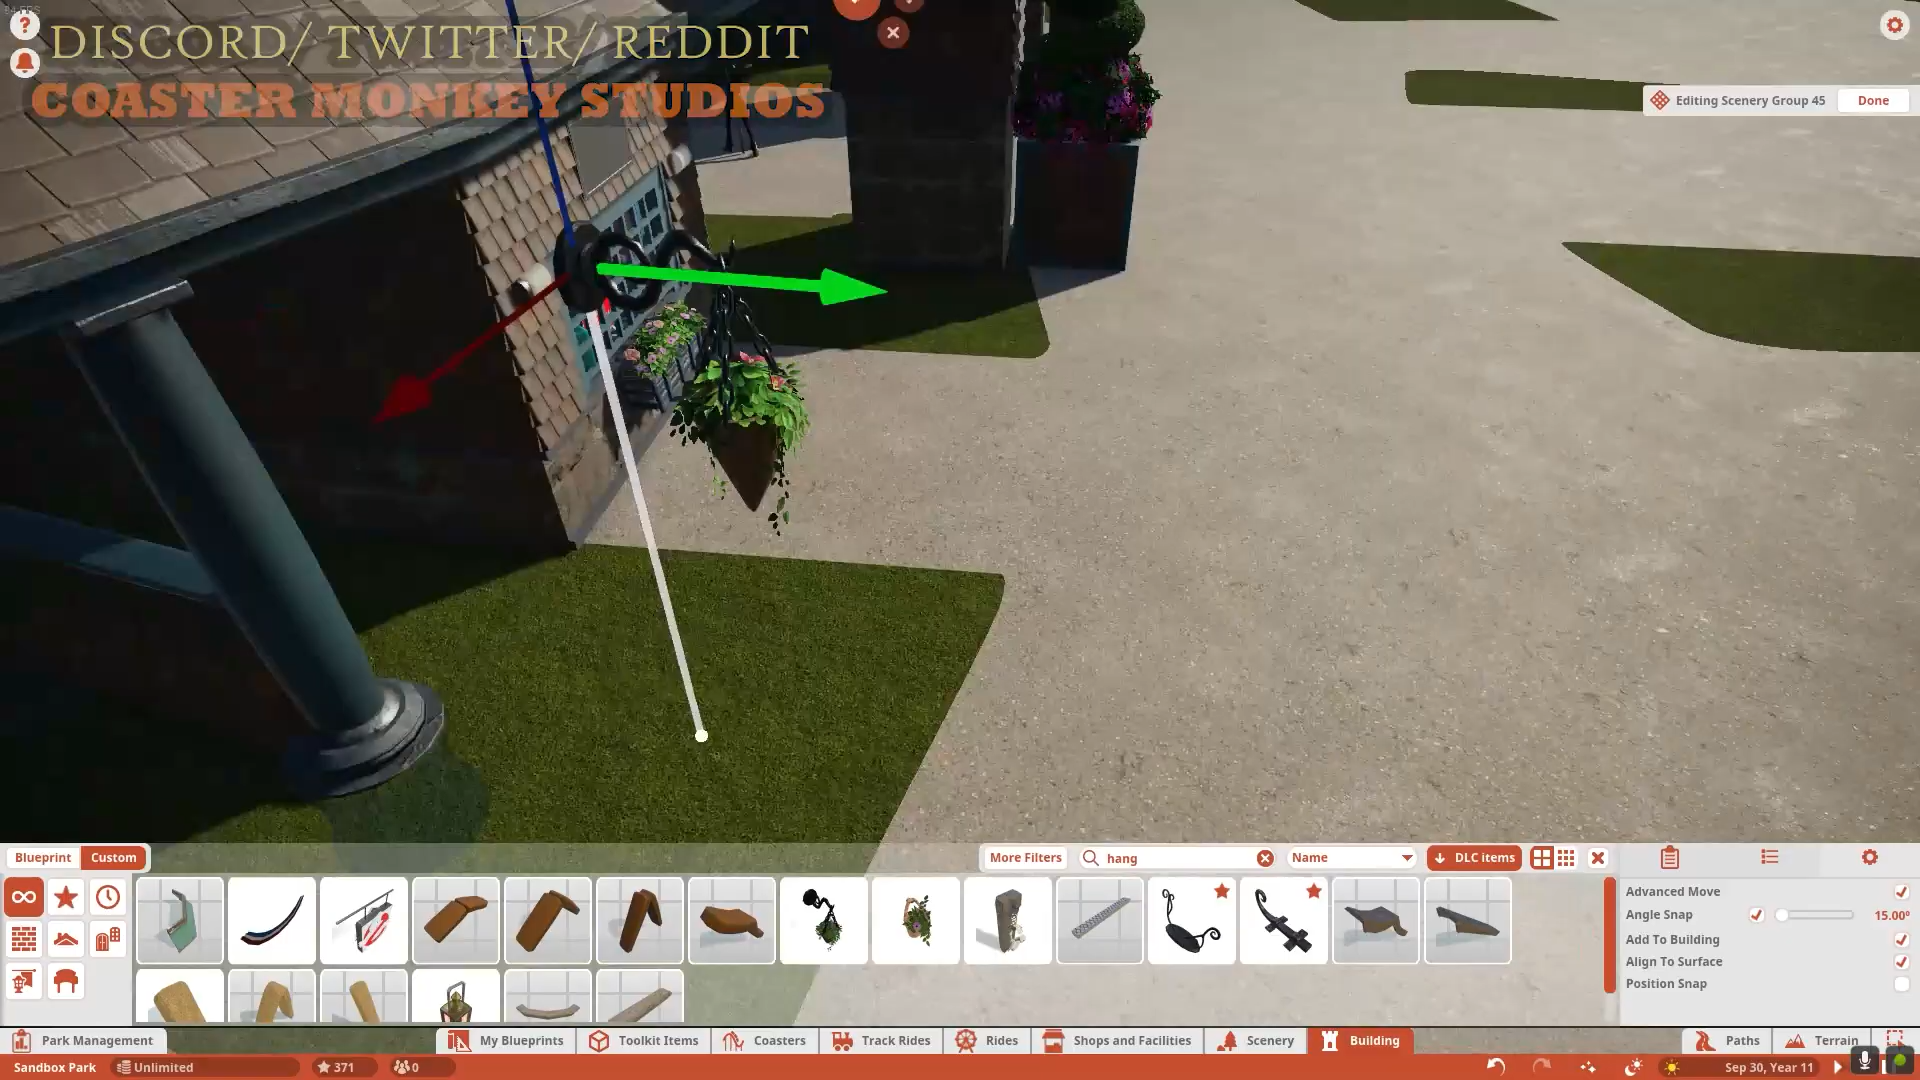 DISCORD/ TWITTER/ REDDIT
COASTER MONKEY STUDIOS
Editing Scenery Group 45
Done
Blueprint
Custom
More Filters
hang
Name
DLC items
Advanced Move
Angle Snap
15.00°
Add To Building
Align To Surface
Position Snap
Park Management
My Blueprints
Toolkit Items
Coasters
Track Rides
Rides
Shops and Facilities
Scenery
Building
Paths
Terrain
Sandbox Park
Unlimited
371
0
Sep 30, Year 11